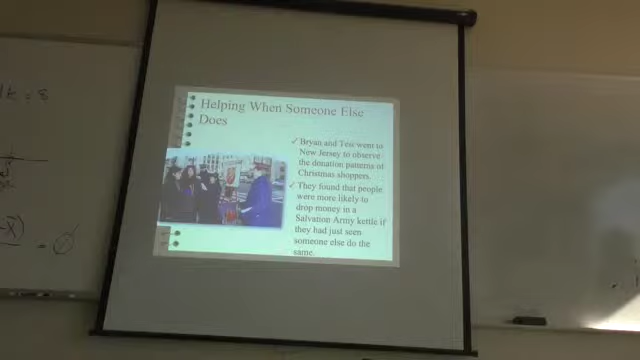 Helping When Someone Else
Does
✓ Bryan and Test went to
New Jersey to observe
the donation patterns of
Christmas shoppers.
✓ They found that people
were more likely to
drop money in a
Salvation Army kettle if
they had just seen
someone else do the
same.
= 8
= ∅